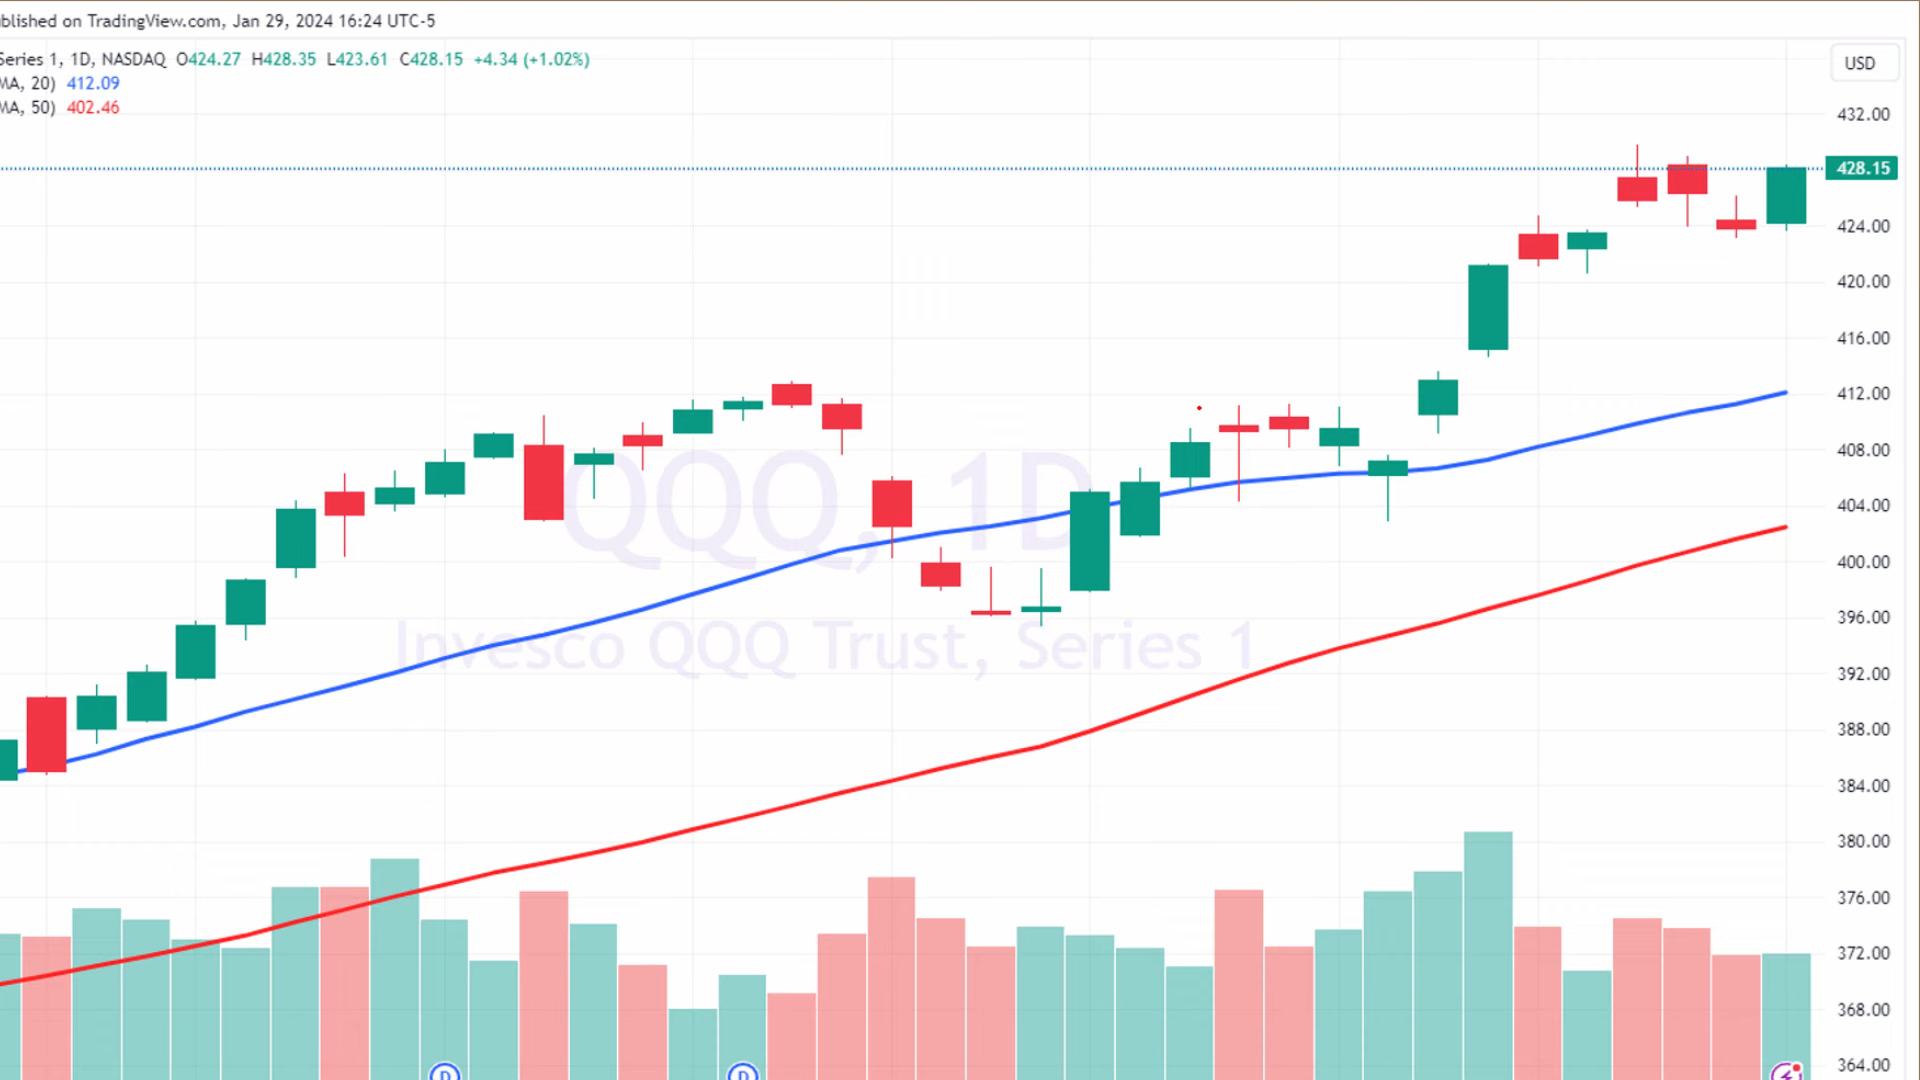 blished on TradingView.com, Jan 29, 2024 16:24 UTC-5
Series 1, 1D, NASDAQ O424.27 H428.35 L423.61 C428.15 +4.34 (+1.02%)
MA, 20) 412.09
MA, 50) 402.46
USD
432.00
428.15
424.00
420.00
416.00
412.00
408.00
404.00
400.00
396.00
392.00
388.00
384.00
380.00
376.00
372.00
368.00
364.00
QQQ, 1D
Invesco QQQ Trust, Series 1
D D